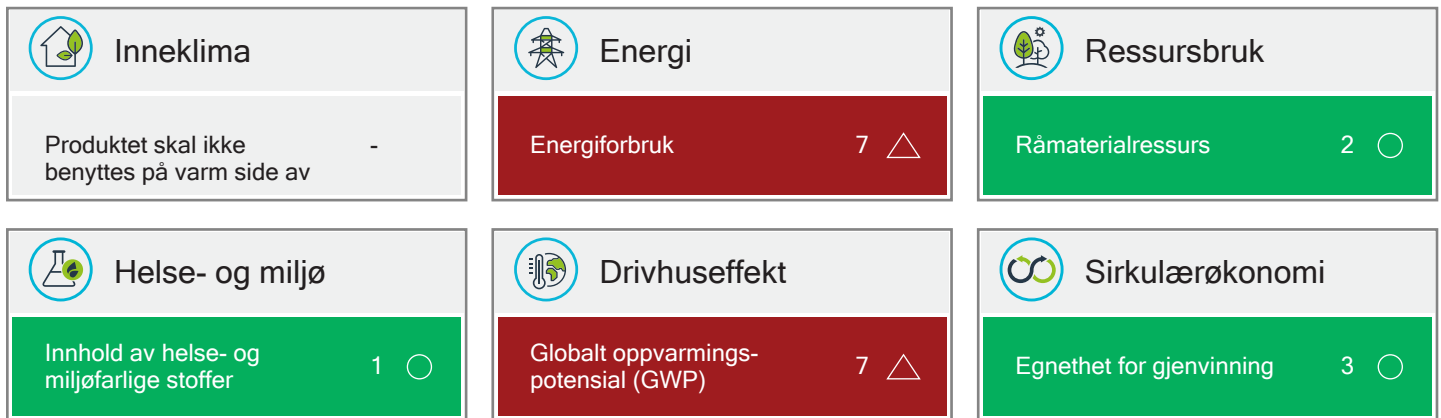 Inneklima
Produktet skal ikke
benyttes på varm side av
-
Energi
Energiforbruk 7
Ressursbruk
Råmaterialressurs 2
Helse- og miljø
Innhold av helse- og
miljøfarlige stoffer
1
Drivhuseffekt
Globalt oppvarmings-
potensial (GWP)
7
Sirkulærøkonomi
Egnethet for gjenvinning 3